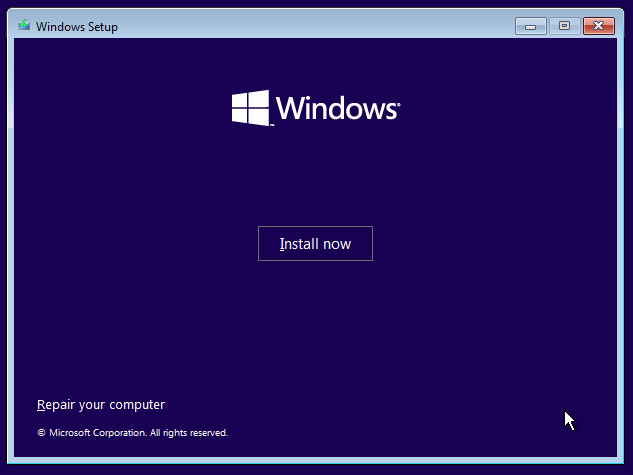 Windows Setup
Windows®
Install now
Repair your computer
© Microsoft Corporation. All rights reserved.